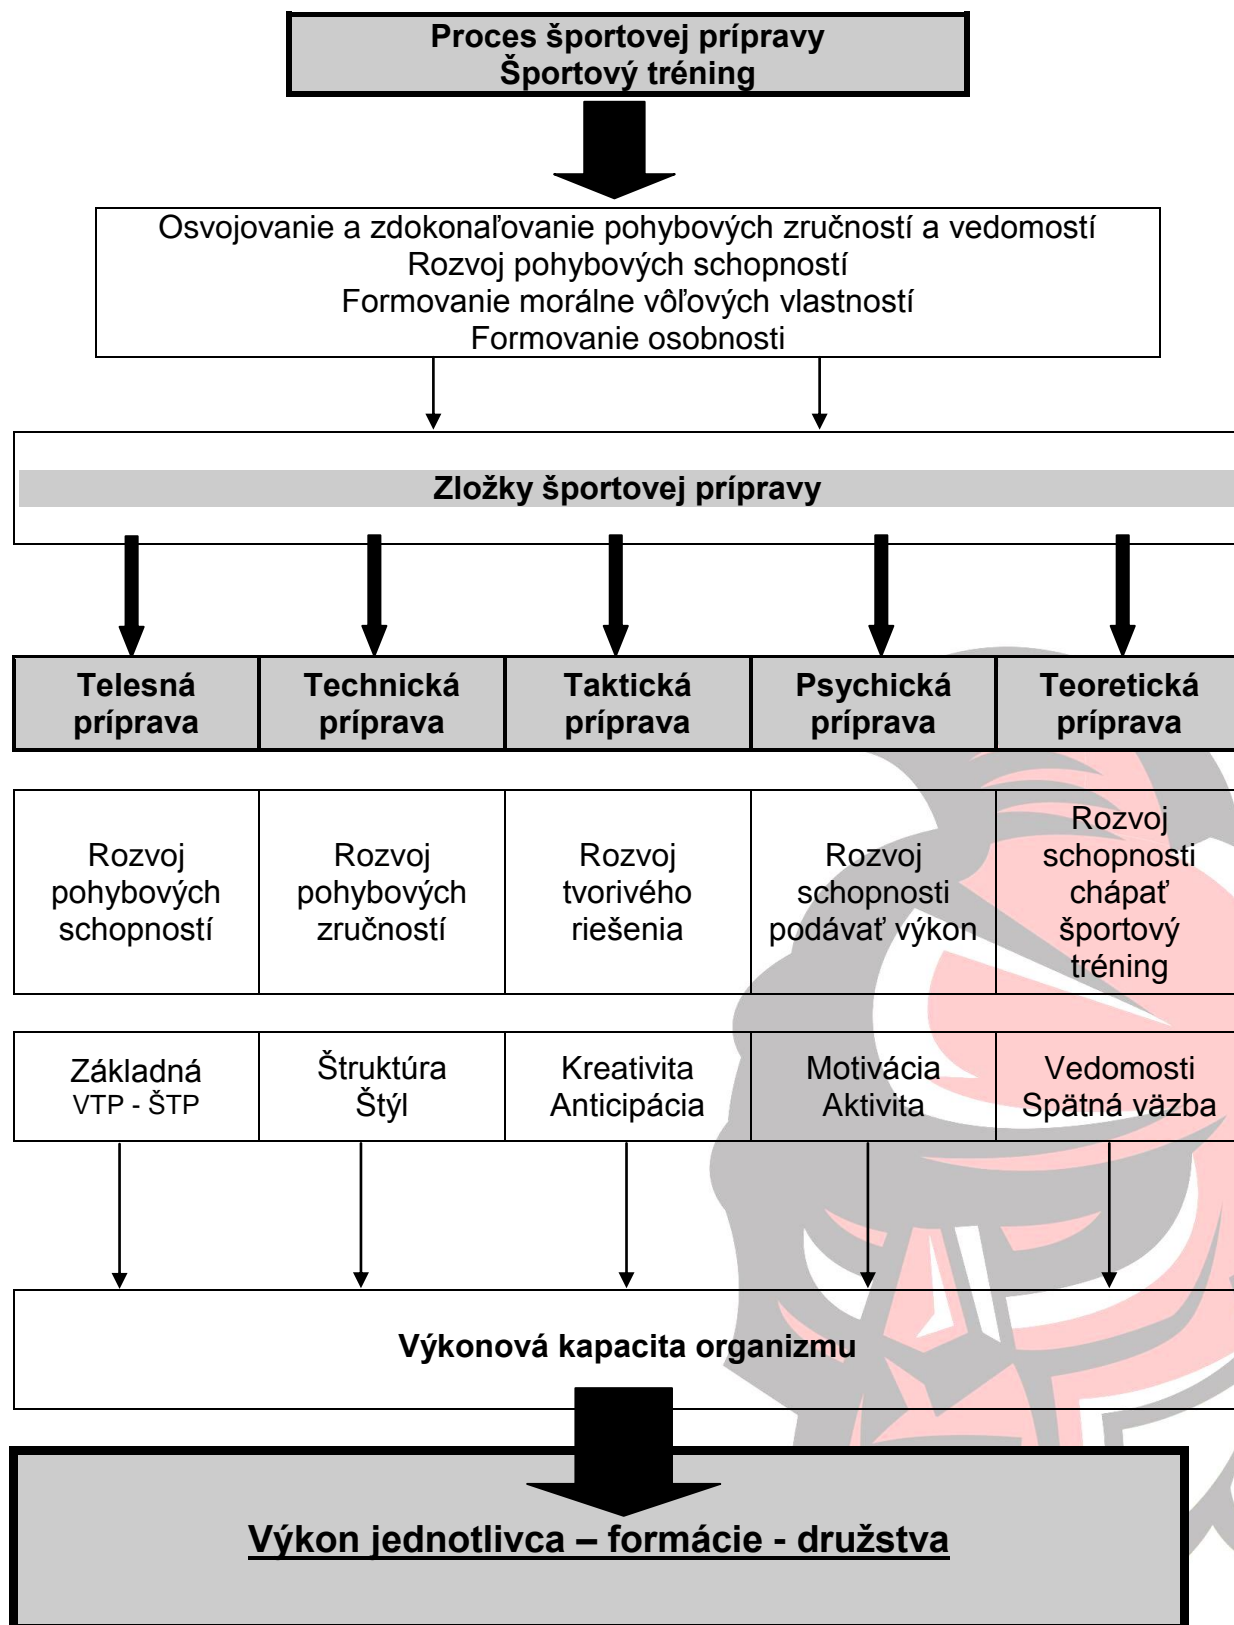 Proces športovej prípravy
Športový tréning
Osvojovanie a zdokonaľovanie pohybových zručností a vedomostí
Rozvoj pohybových schopností
Formovanie morálne vôľových vlastností
Formovanie osobnosti
Zložky športovej prípravy
Telesná
príprava
Technická
príprava
Taktická
príprava
Psychická
príprava
Teoretická
príprava
Rozvoj
pohybových
schopností
Rozvoj
pohybových
zručností
Rozvoj
tvorivého
riešenia
Rozvoj
schopnosti
podávať výkon
Rozvoj
schopnosti
chápať
športový
tréning
Základná
VTP - ŠTP
Štruktúra
Štýl
Kreativita
Anticipácia
Motivácia
Aktivita
Vedomosti
Spätná väzba
Výkonová kapacita organizmu
Výkon jednotlivca – formácie - družstva